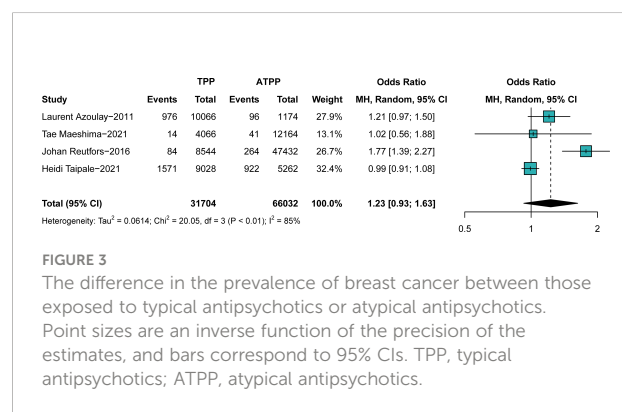 TPP ATPP Odds Ratio Odds Ratio
Study Events Total Events Total Weight MH, Random, 95% CI MH, Random, 95% CI
Laurent Azoulay−2011 976 10066 96 1174 27.9% 1.21 [0.97; 1.50]
Tae Maeshima−2021 14 4066 41 12164 13.1% 1.02 [0.56; 1.88]
Johan Reutfors−2016 84 8544 264 47432 26.6% 1.77 [1.39; 2.27]
Heidi Taipale−2021 1571 9028 922 5262 32.4% 0.99 [0.91; 1.08]
Total (95% CI) 31704 66032 100.0% 1.23 [0.93; 1.63]
Heterogeneity: Tau² = 0.0614; Chi² = 20.05, df = 3 (P < 0.01); I² = 85%
0.5 1 2
FIGURE 3
The difference in the prevalence of breast cancer between those
exposed to typical antipsychotics or atypical antipsychotics.
Point sizes are an inverse function of the precision of the
estimates, and bars correspond to 95% CIs. TPP, typical
antipsychotics; ATPP, atypical antipsychotics.